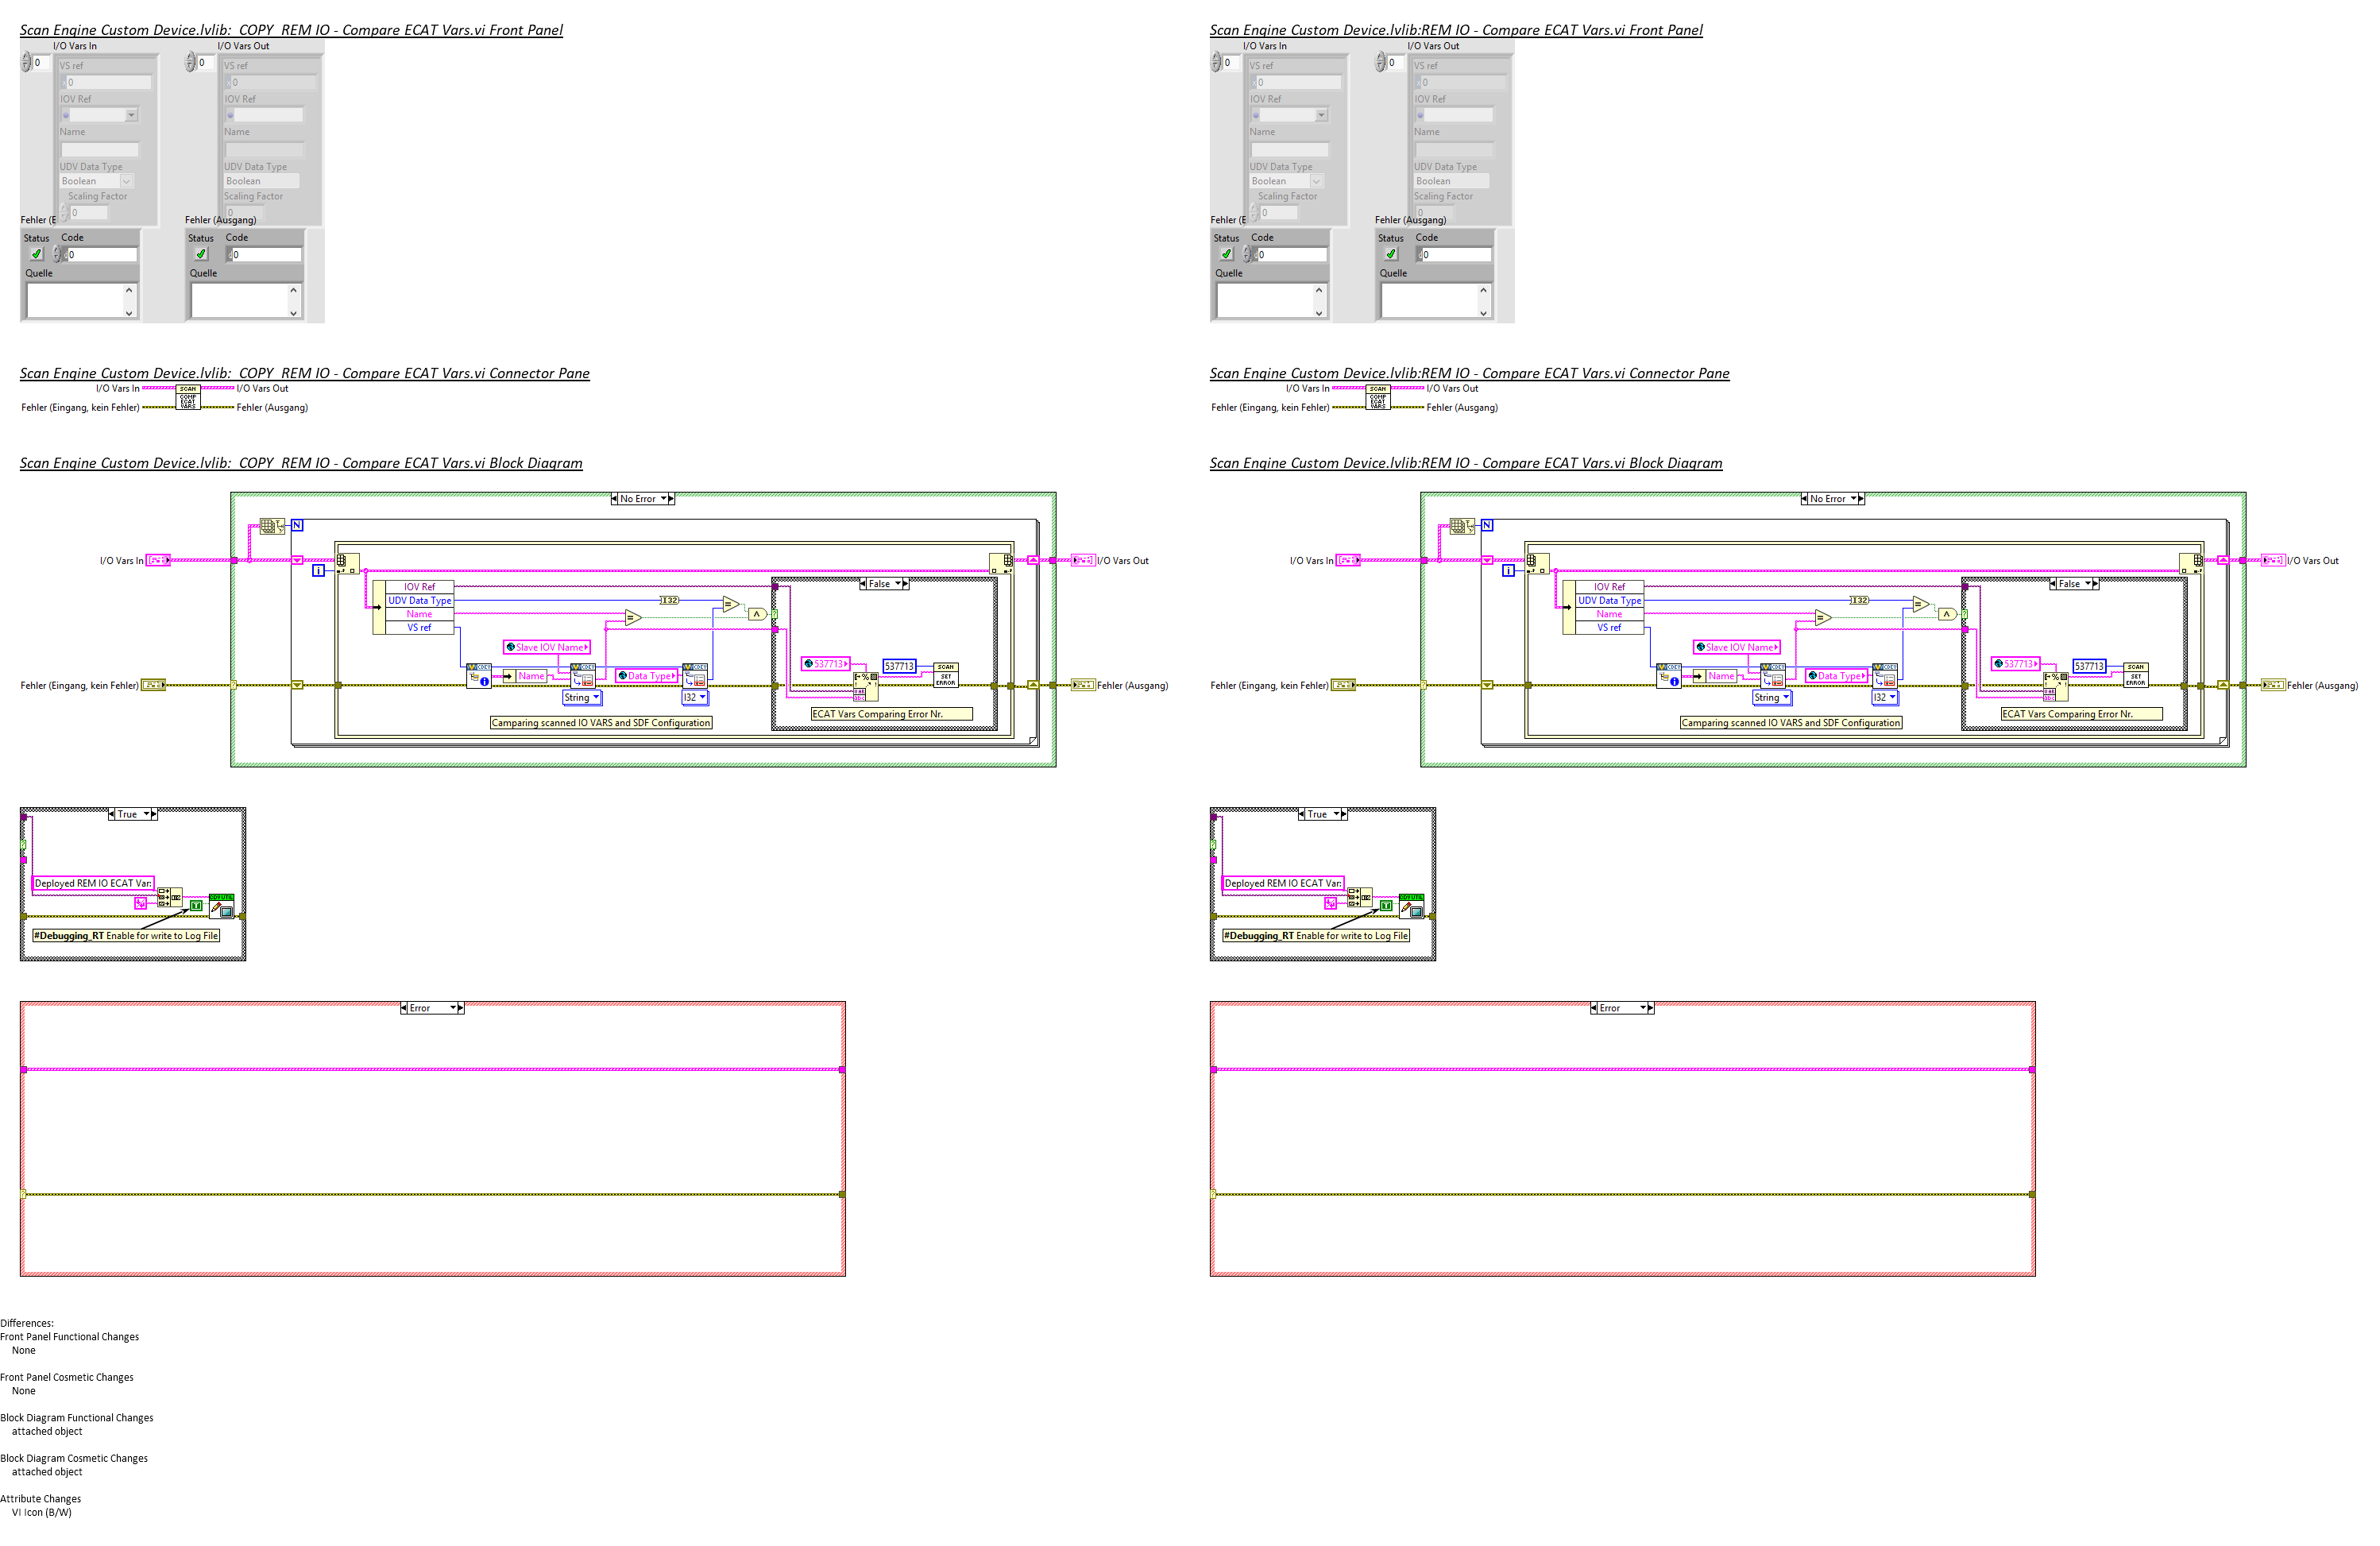 Scan Engine Custom Device.lvlib:_COPY_REM IO - Compare ECAT Vars.vi Front Panel
I/O Vars In
I/O Vars Out
0
0
VS ref
VS ref
0
0
IOV Ref
IOV Ref
Name
Name
UDV Data Type
UDV Data Type
Boolean
Boolean
Scaling Factor
Scaling Factor
0
0
Fehler (E
Fehler (Ausgang)
Status
Code
Status
Code
0
0
Quelle
Quelle
Scan Engine Custom Device.lvlib:REM IO - Compare ECAT Vars.vi Front Panel
I/O Vars In
I/O Vars Out
0
0
VS ref
VS ref
0
0
IOV Ref
IOV Ref
Name
Name
UDV Data Type
UDV Data Type
Boolean
Boolean
Scaling Factor
Scaling Factor
0
0
Fehler (E
Fehler (Ausgang)
Status
Code
Status
Code
0
0
Quelle
Quelle
Scan Engine Custom Device.lvlib:_COPY_REM IO - Compare ECAT Vars.vi Connector Pane
I/O Vars In
SCAN
I/O Vars Out
COMP
ECAT
VARS
Fehler (Eingang, kein Fehler)
Fehler (Ausgang)
Scan Engine Custom Device.lvlib:REM IO - Compare ECAT Vars.vi Connector Pane
I/O Vars In
SCAN
I/O Vars Out
COMP
ECAT
VARS
Fehler (Eingang, kein Fehler)
Fehler (Ausgang)
Scan Engine Custom Device.lvlib:_COPY_REM IO - Compare ECAT Vars.vi Block Diagram
No Error
N
I/O Vars In
I/O Vars Out
i
False
IOV Ref
UDV Data Type
I32
Name
VS ref
Slave IOV Name
537713
537713
SCAN
SET
ERROR
Name
Data Type
Fehler (Eingang, kein Fehler)
Fehler (Ausgang)
String
I32
ECAT Vars Comparing Error Nr.
Camparing scanned IO VARS and SDF Configuration
Scan Engine Custom Device.lvlib:REM IO - Compare ECAT Vars.vi Block Diagram
No Error
N
I/O Vars In
I/O Vars Out
i
False
IOV Ref
UDV Data Type
I32
Name
VS ref
Slave IOV Name
537713
537713
SCAN
SET
ERROR
Name
Data Type
Fehler (Eingang, kein Fehler)
Fehler (Ausgang)
String
I32
ECAT Vars Comparing Error Nr.
Camparing scanned IO VARS and SDF Configuration
True
Deployed REM IO ECAT Var:
#Debugging_RT Enable for write to Log File
True
Deployed REM IO ECAT Var:
#Debugging_RT Enable for write to Log File
Error
Error
Differences:
Front Panel Functional Changes
None
Front Panel Cosmetic Changes
None
Block Diagram Functional Changes
attached object
Block Diagram Cosmetic Changes
attached object
Attribute Changes
VI Icon (B/W)